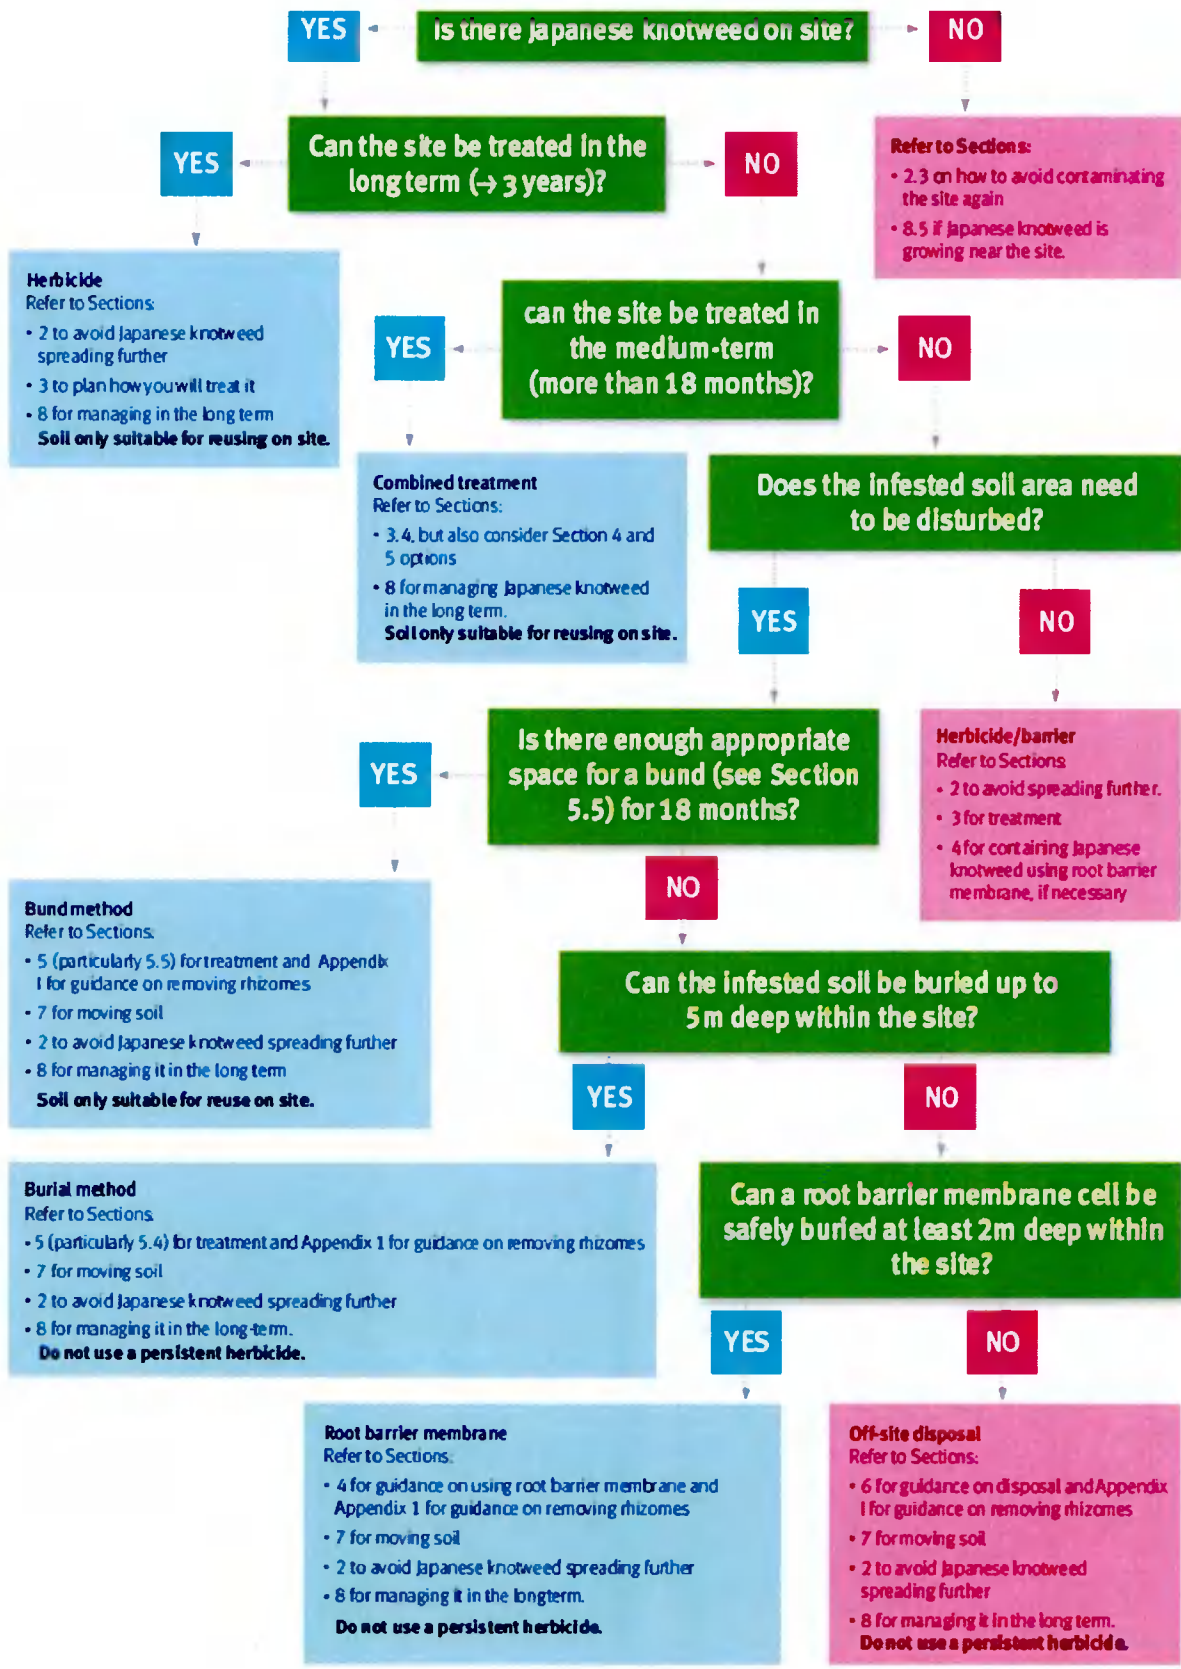 YES
Is there Japanese knotweed on site?
NO
YES
Can the site be treated in the
long term (→ 3 years)?
NO
Refer to Sections:
• 2.3 on how to avoid contaminating
the site again
• 8.5 if Japanese knotweed is
growing near the site.
Herbicide
Refer to Sections:
• 2 to avoid Japanese knotweed
spreading further
• 3 to plan how you will treat it
• 8 for managing in the long term
Soil only suitable for reusing on site.
YES
can the site be treated in
the medium-term
(more than 18 months)?
NO
Combined treatment
Refer to Sections:
• 3.4, but also consider Section 4 and
5 options
• 8 for managing Japanese knotweed
in the long term.
Soil only suitable for reusing on site.
Does the infested soil area need
to be disturbed?
YES
NO
YES
Is there enough appropriate
space for a bund (see Section
5.5) for 18 months?
Herbicide/barrier
Refer to Sections
• 2 to avoid spreading further.
• 3 for treatment
• 4 for containing Japanese
knotweed using root barrier
membrane, if necessary
NO
Bund method
Refer to Sections.
• 5 (particularly 5.5) for treatment and Appendix
I for guidance on removing rhizomes
• 7 for moving soil
• 2 to avoid Japanese knotweed spreading further
• 8 for managing it in the long term
Soil only suitable for reuse on site.
Can the infested soil be buried up to
5m deep within the site?
YES
NO
Burial method
Refer to Sections
• 5 (particularly 5.4) for treatment and Appendix 1 for guidance on removing rhizomes
• 7 for moving soil
• 2 to avoid Japanese knotweed spreading further
• 8 for managing it in the long-term.
Do not use a persistent herbicide.
Can a root barrier membrane cell be
safely buried at least 2m deep within
the site?
YES
NO
Root barrier membrane
Refer to Sections:
• 4 for guidance on using root barrier membrane and
Appendix 1 for guidance on removing rhizomes
• 7 for moving soil
• 2 to avoid Japanese knotweed spreading further
• 8 for managing it in the longterm.
Do not use a persistent herbicide.
Off-site disposal
Refer to Sections:
• 6 for guidance on disposal and Appendix
I for guidance on removing rhizomes
• 7 for moving soil
• 2 to avoid Japanese knotweed
spreading further
• 8 for managing it in the long term.
Do not use a persistent herbicide.